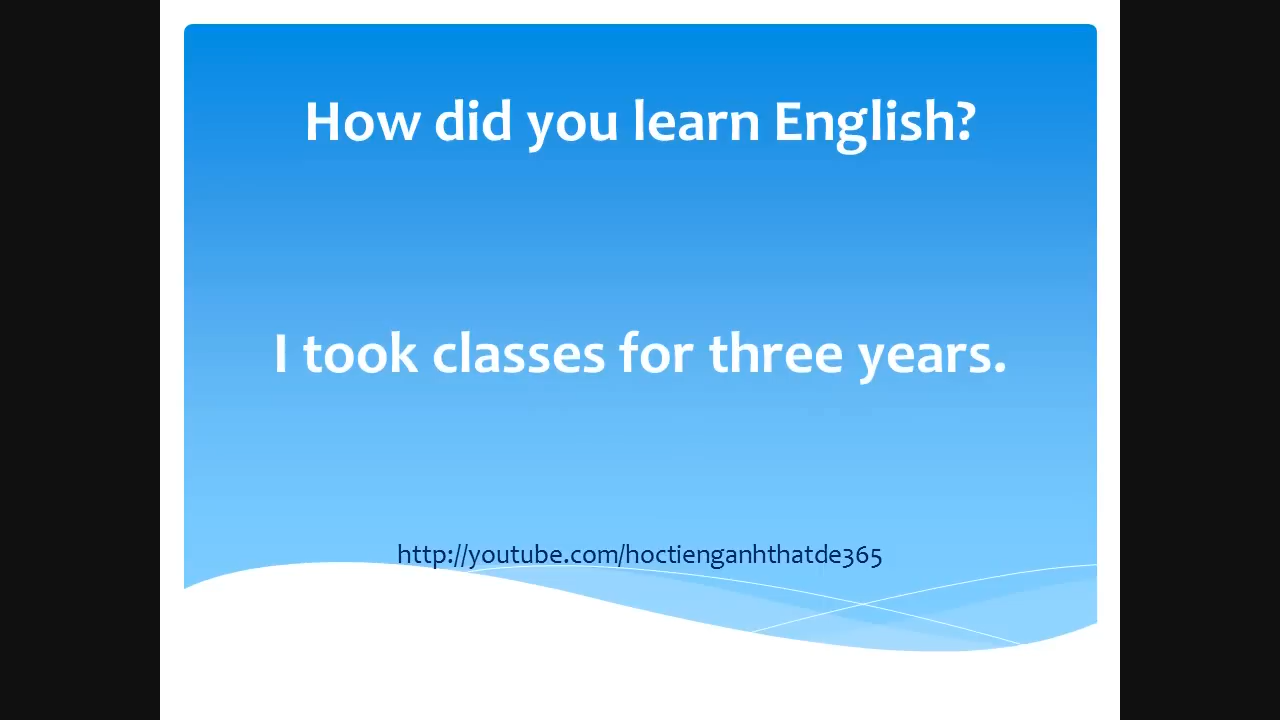 How did you learn English?
I took classes for three years.
http://youtube.com/hoctienganhthatde365